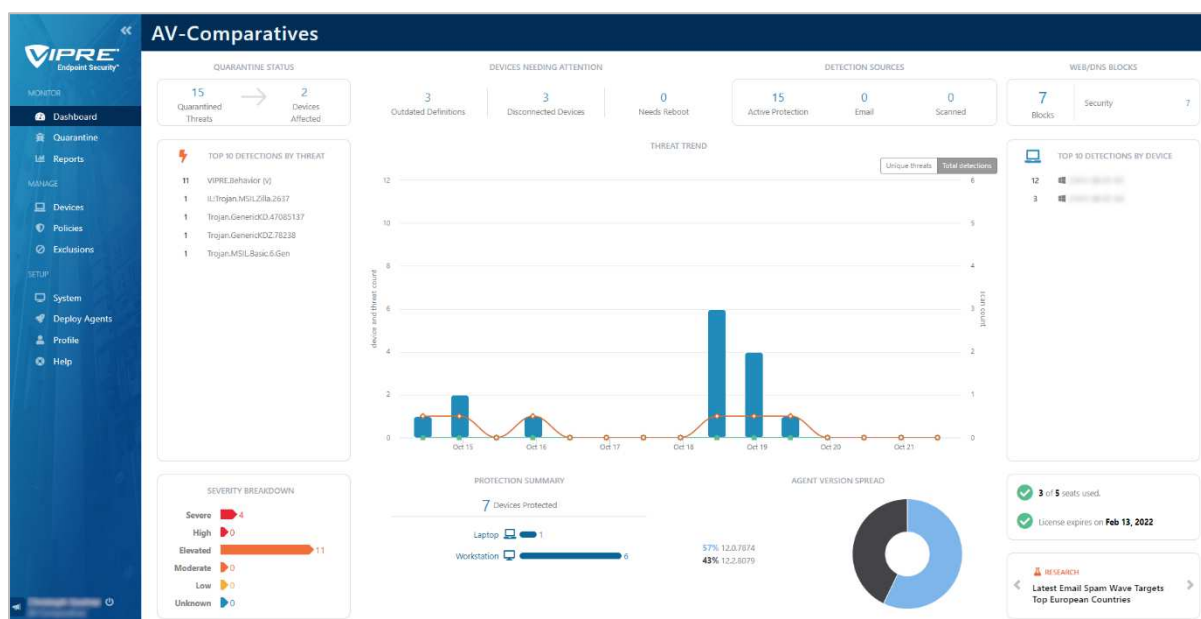 AV-Comparatives
VIPRE
Endpoint Security
MONITOR
Dashboard
Quarantine
Reports
MANAGE
Devices
Policies
Exclusions
SETUP
System
Deploy Agents
Profile
Help
QUARANTINE STATUS
15
Quarantined
Threats
2
Devices
Affected
DEVICES NEEDING ATTENTION
3
Outdated Definitions
3
Disconnected Devices
0
Needs Reboot
DETECTION SOURCES
15
Active Protection
0
Email
0
Scanned
WEB/DNS BLOCKS
7
Blocks
Security 7
TOP 10 DETECTIONS BY THREAT
11 VIPRE.Behavior (v)
1 IL:Trojan.MSILZilla.2637
1 Trojan.GenericKD.47085137
1 Trojan.GenericKDZ.78238
1 Trojan.MSIL.Basic.6.Gen
THREAT TREND
Unique threats Total detections
12 6
10 5
8 4
6 3
4 2
2 1
0 0
device and threat count
scan count
Oct 15 Oct 16 Oct 17 Oct 18 Oct 19 Oct 20 Oct 21
TOP 10 DETECTIONS BY DEVICE
12
3
SEVERITY BREAKDOWN
Severe 4
High 0
Elevated 11
Moderate 0
Low 0
Unknown 0
PROTECTION SUMMARY
7 Devices Protected
Laptop 1
Workstation 6
AGENT VERSION SPREAD
57% 12.0.7874
43% 12.2.8079
3 of 5 seats used.
License expires on Feb 13, 2022
RESEARCH
Latest Email Spam Wave Targets
Top European Countries